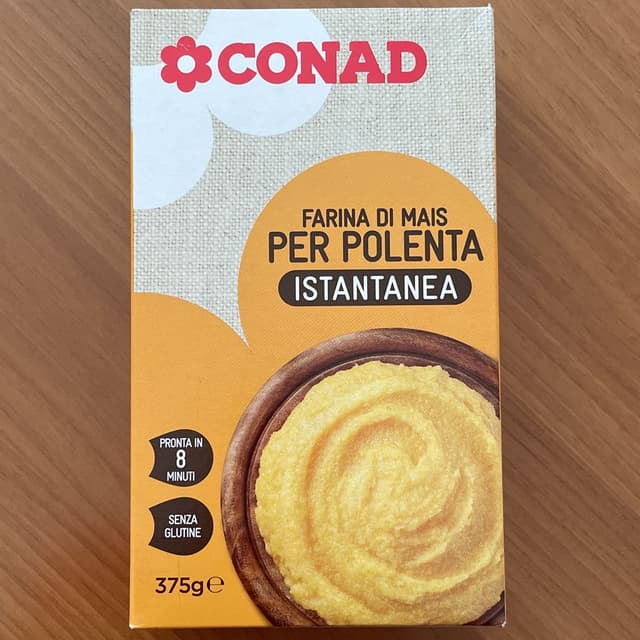 CONAD
FARINA DI MAIS
PER POLENTA
ISTANTANEA
PRONTA IN
8
MINUTI
SENZA
GLUTINE
375g℮